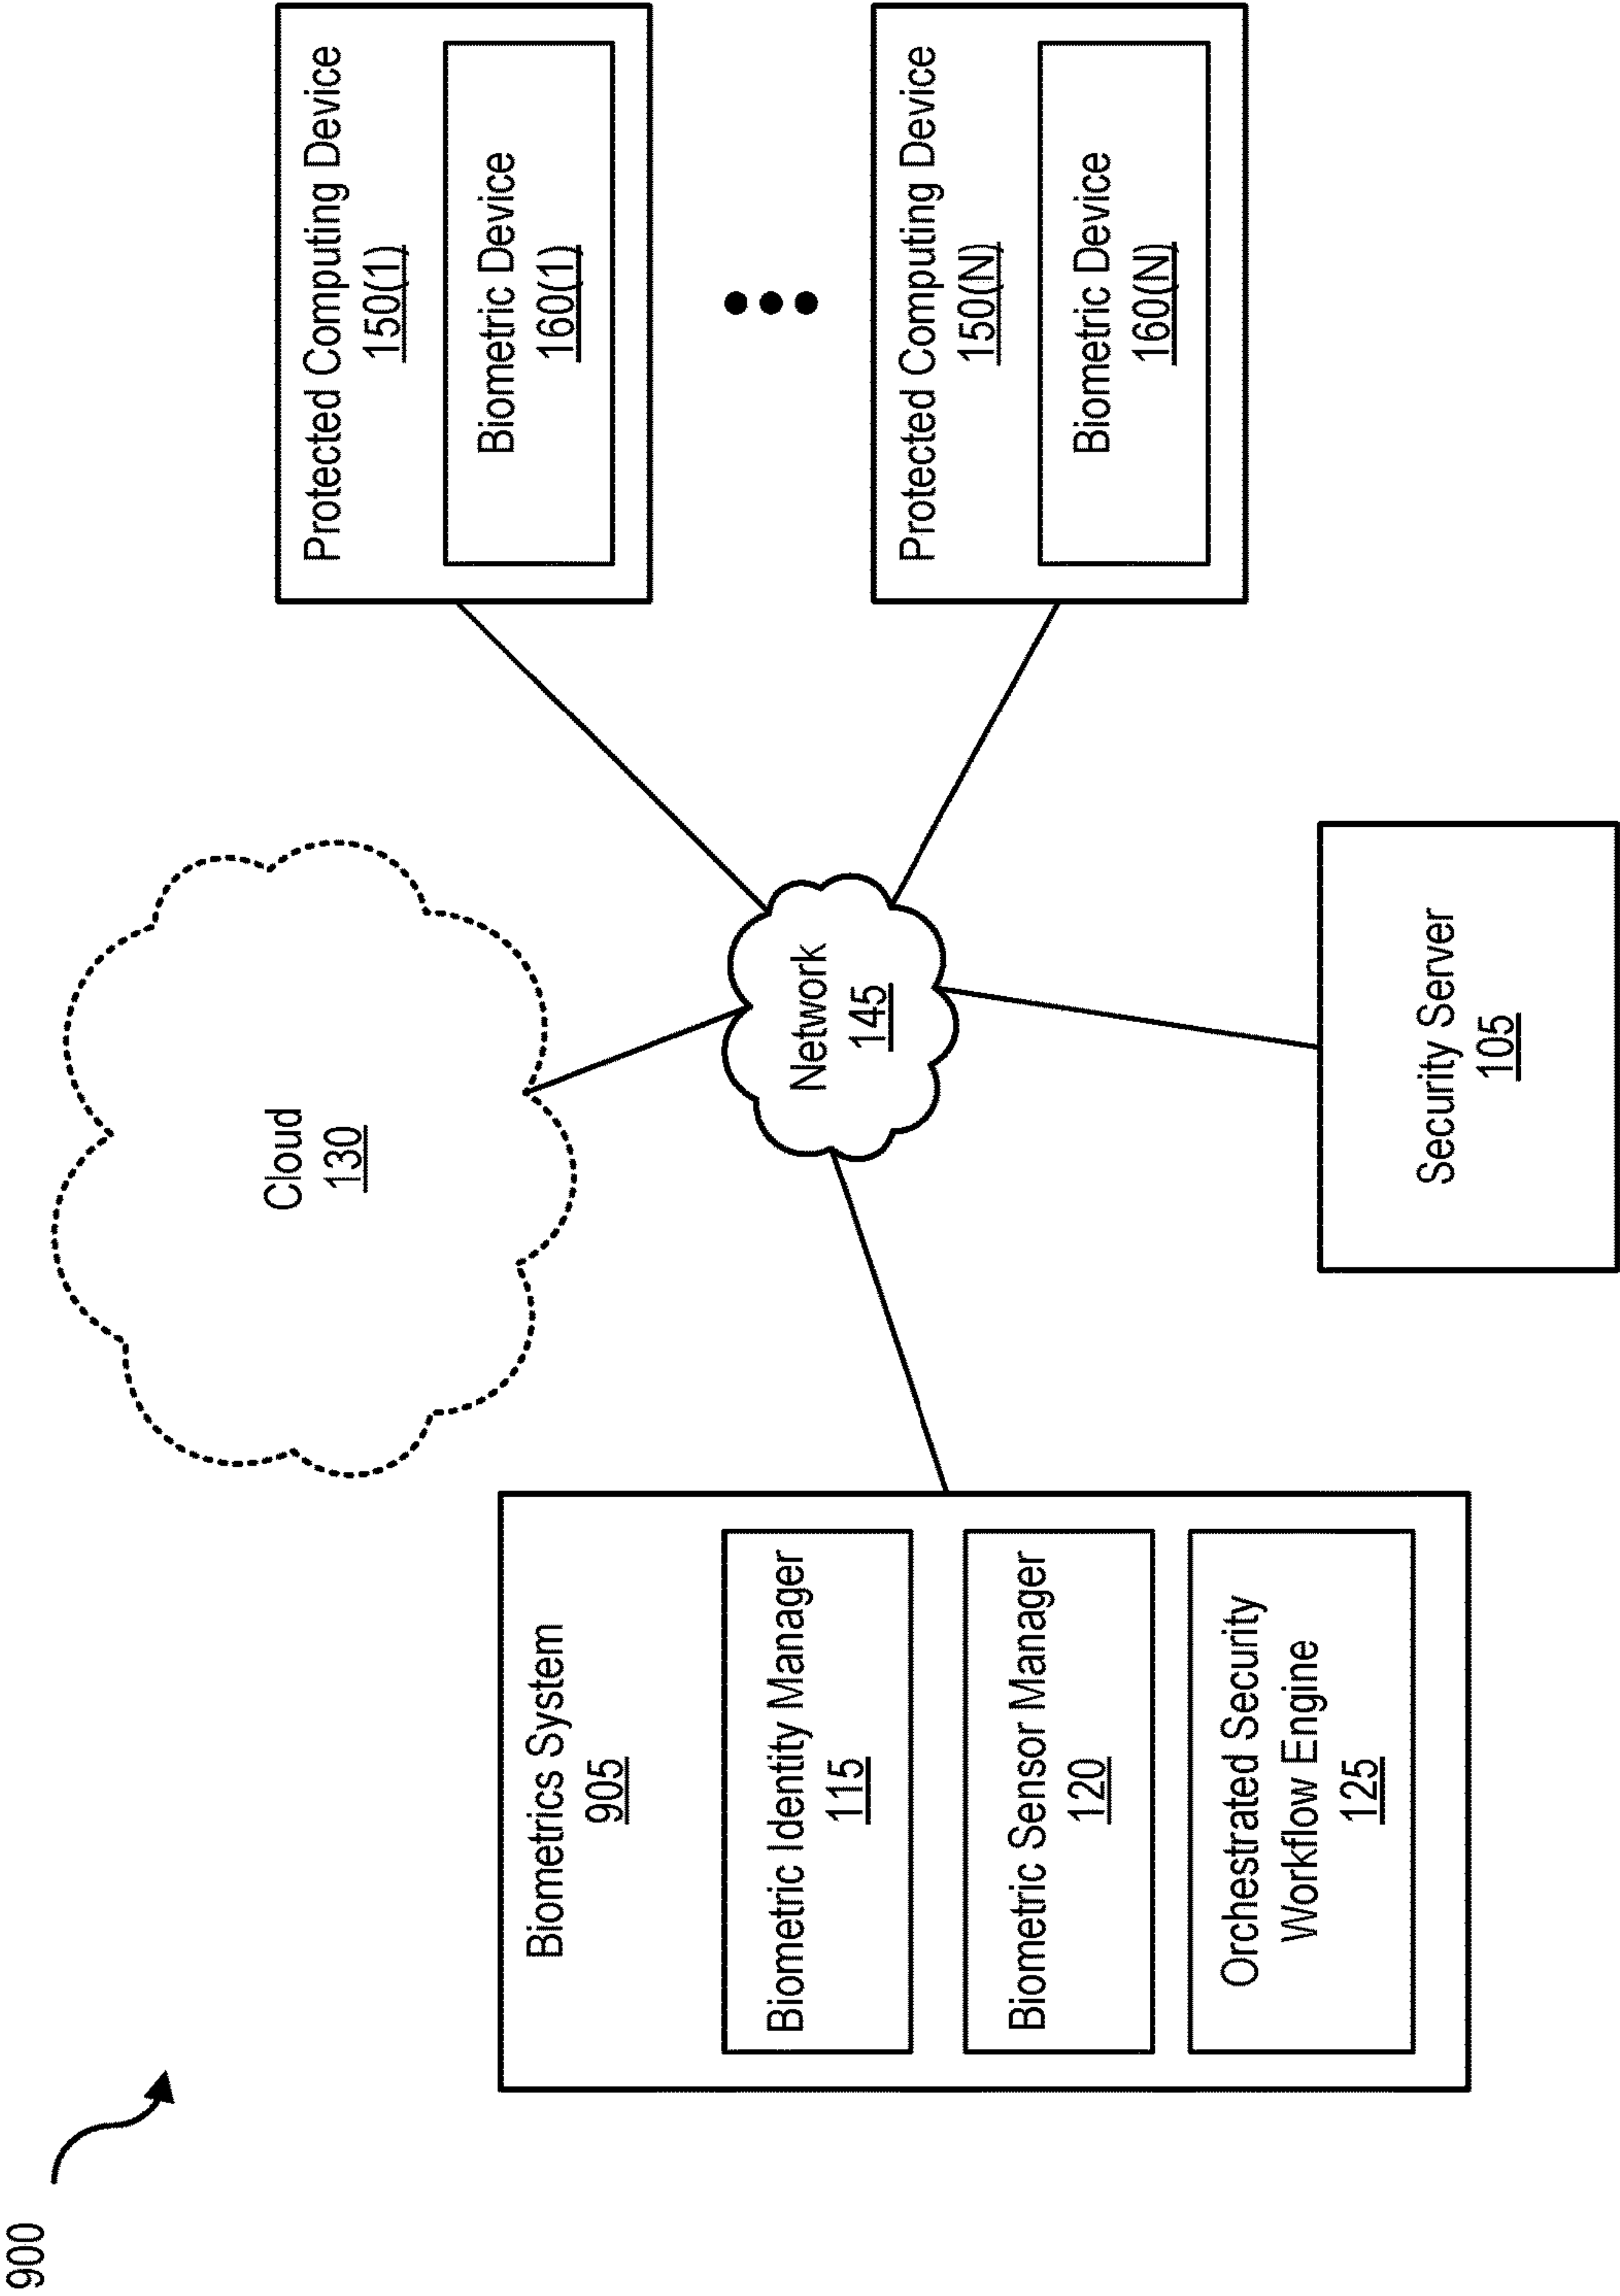 900
Biometrics System
905
Biometric Identity Manager
115
Biometric Sensor Manager
120
Orchestrated Security
Workflow Engine
125
Cloud
130
Network
145
Security Server
105
Protected Computing Device
150(1)
Biometric Device
160(1)
Protected Computing Device
150(N)
Biometric Device
160(N)